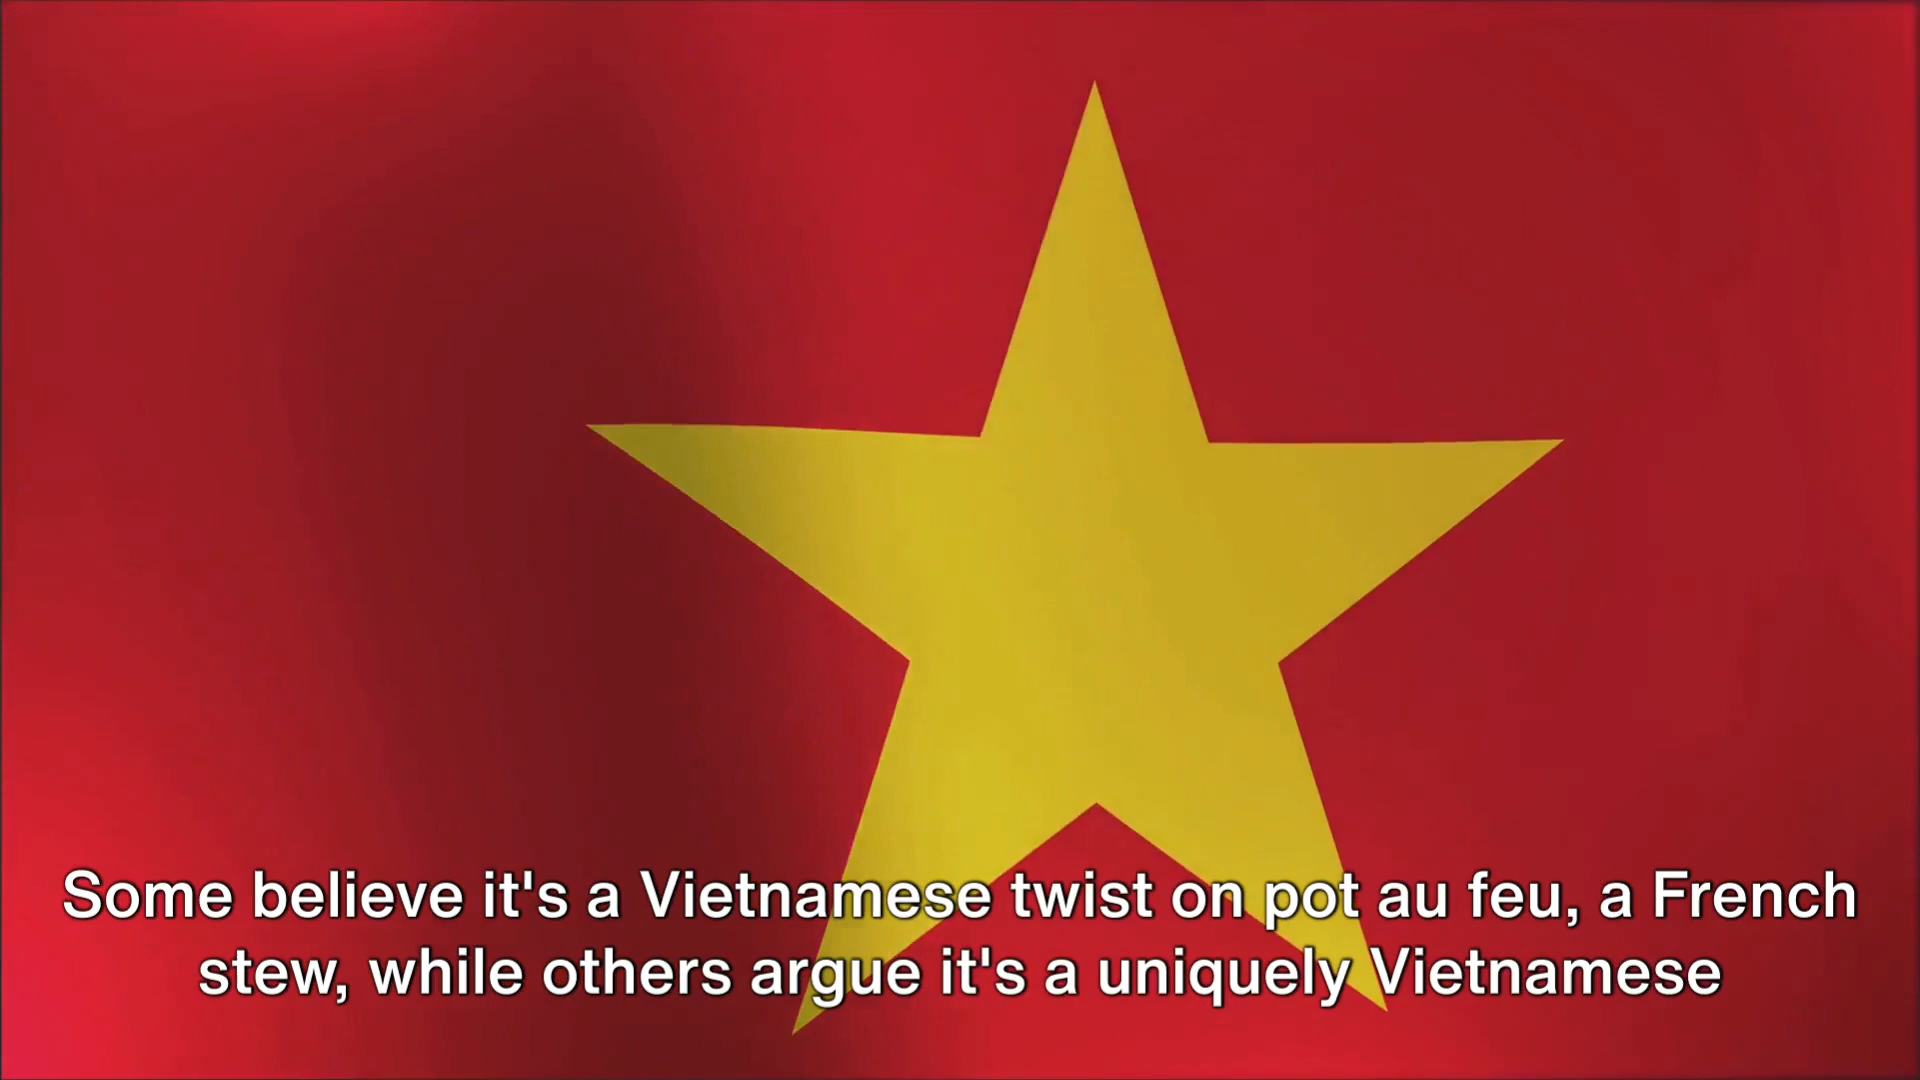 Some believe it's a Vietnamese twist on pot au feu, a French
stew, while others argue it's a uniquely Vietnamese